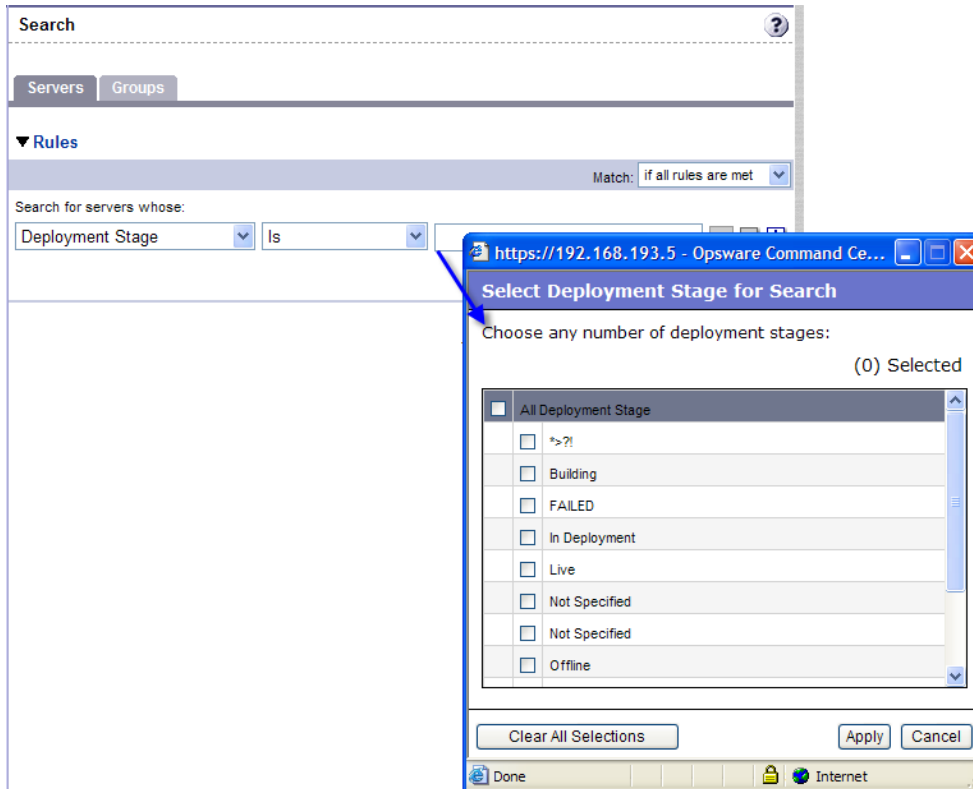 Search
?
Servers Groups
Rules
Match: if all rules are met
Search for servers whose:
Deployment Stage Is
https://192.168.193.5 - Opsware Command Ce...
Select Deployment Stage for Search
Choose any number of deployment stages:
(0) Selected
All Deployment Stage
*>?!
Building
FAILED
In Deployment
Live
Not Specified
Not Specified
Offline
Clear All Selections Apply Cancel
Done Internet